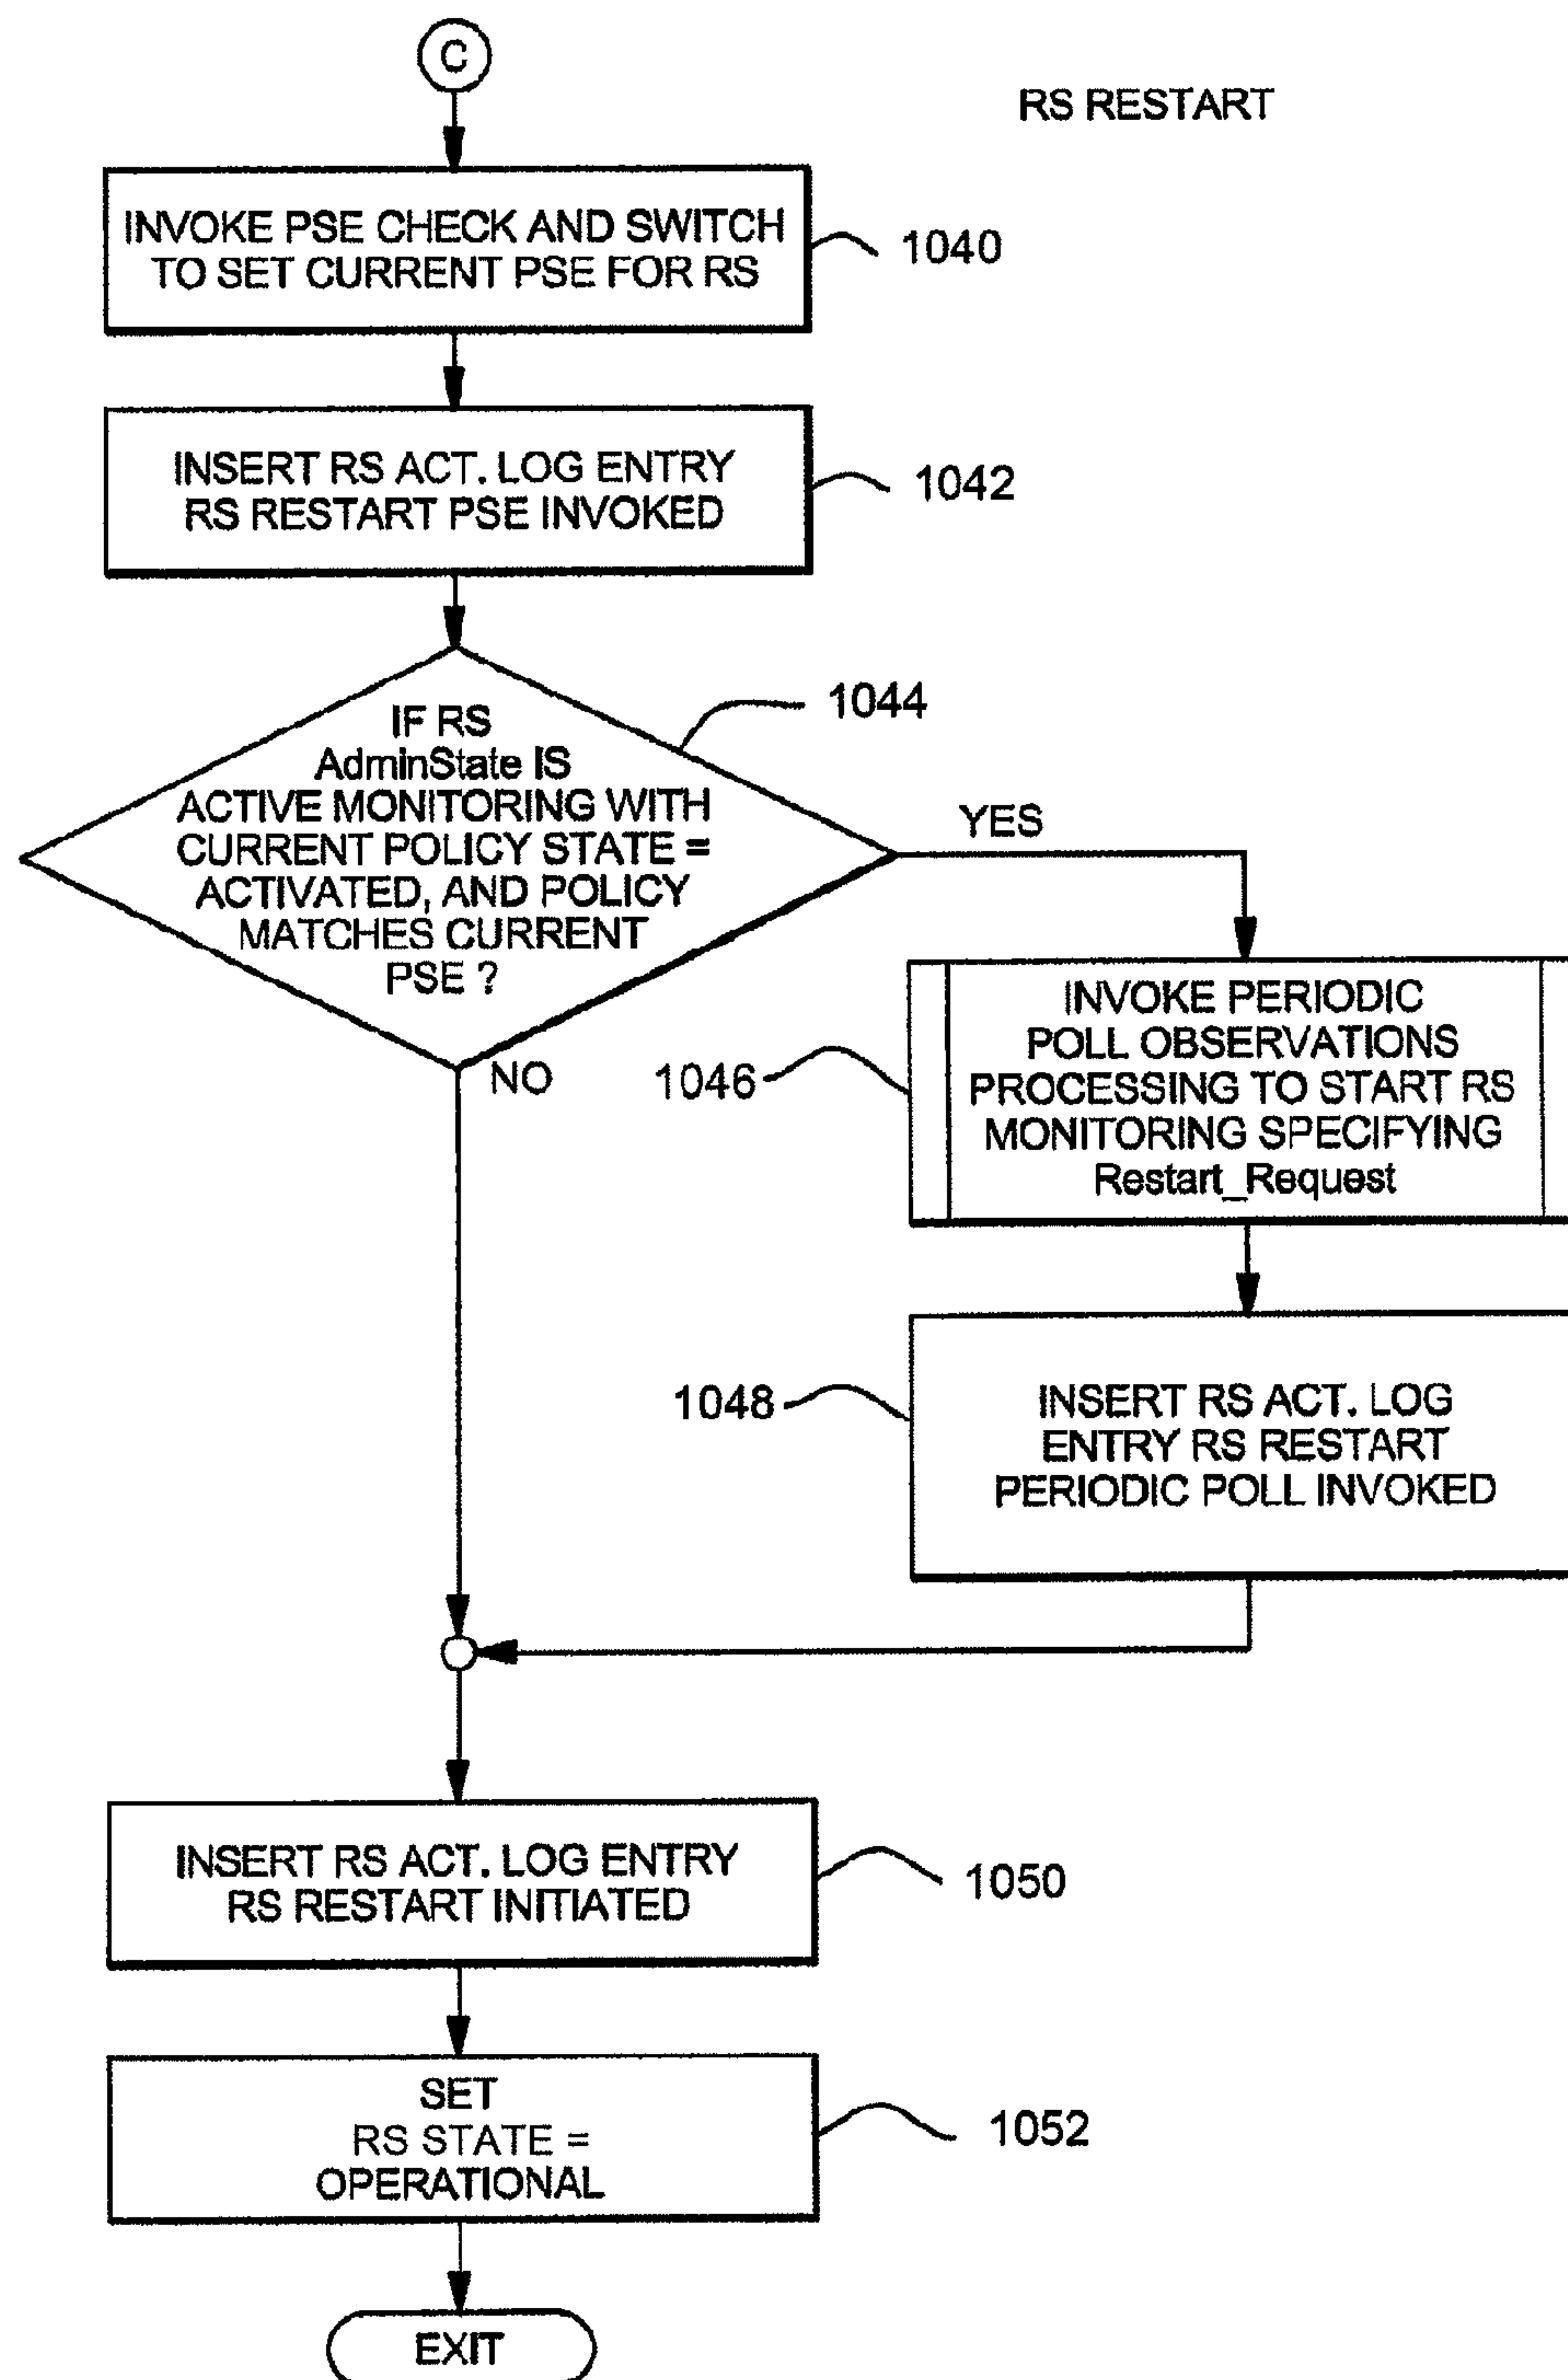 C
RS RESTART
INVOKE PSE CHECK AND SWITCH
TO SET CURRENT PSE FOR RS
1040
INSERT RS ACT. LOG ENTRY
RS RESTART PSE INVOKED
1042
IF RS
AdminState IS
ACTIVE MONITORING WITH
CURRENT POLICY STATE =
ACTIVATED, AND POLICY
MATCHES CURRENT
PSE ?
1044
YES
NO
INVOKE PERIODIC
POLL OBSERVATIONS
PROCESSING TO START RS
MONITORING SPECIFYING
Restart_Request
1046
INSERT RS ACT. LOG
ENTRY RS RESTART
PERIODIC POLL INVOKED
1048
INSERT RS ACT. LOG ENTRY
RS RESTART INITIATED
1050
SET
RS STATE =
OPERATIONAL
1052
EXIT